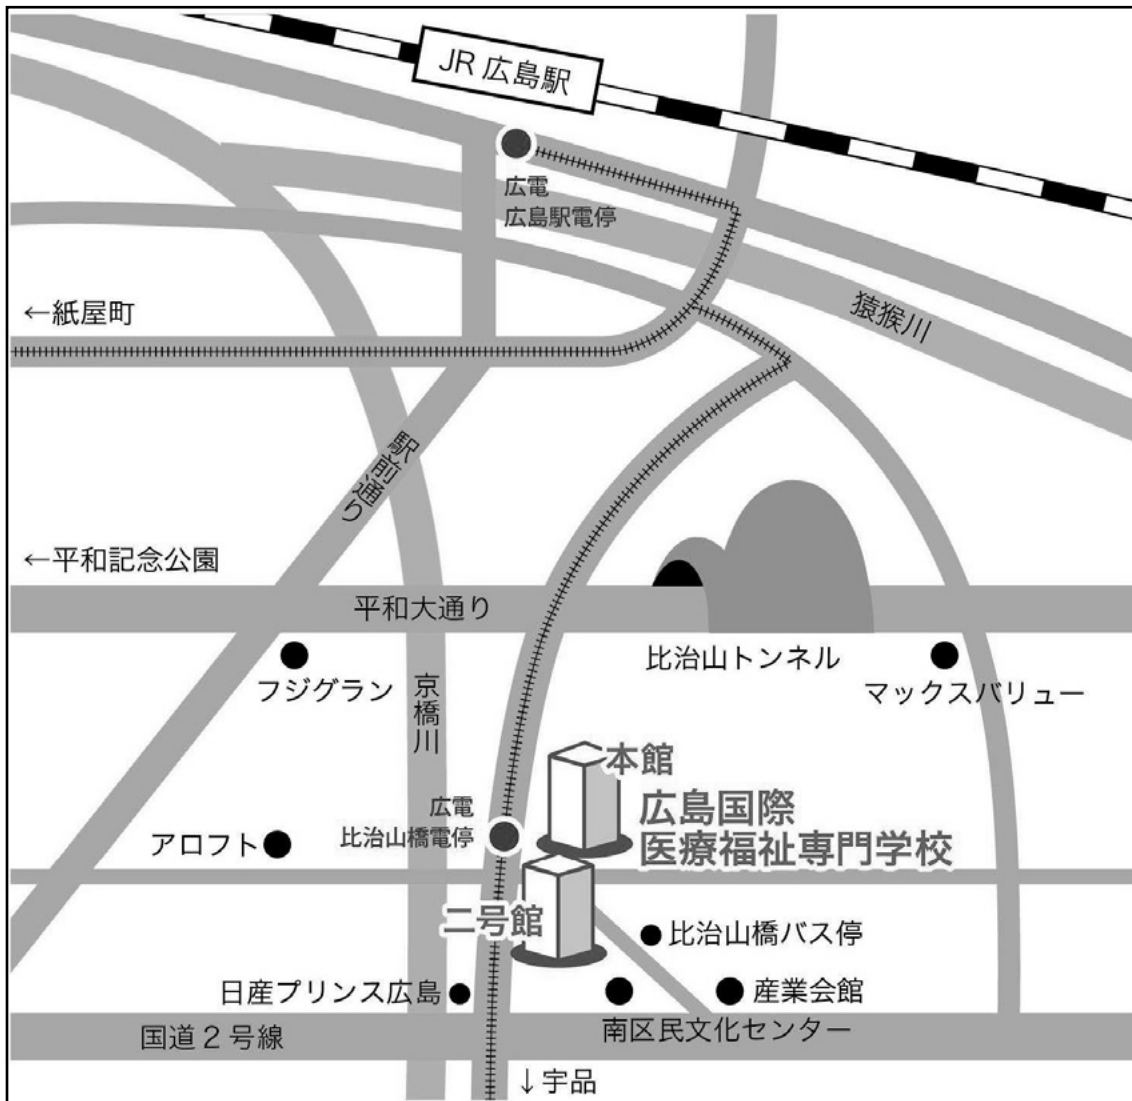 JR 広島駅
広電
広島駅電停
←紙屋町
猿猴川
駅前通り
←平和記念公園
平和大通り
比治山トンネル
フジグラン
京橋川
マックスバリュー
本館
広島国際
医療福祉専門学校
広電
比治山橋電停
アロフト
二号館
比治山橋バス停
日産プリンス広島
産業会館
南区民文化センター
国道2号線
↓宇品